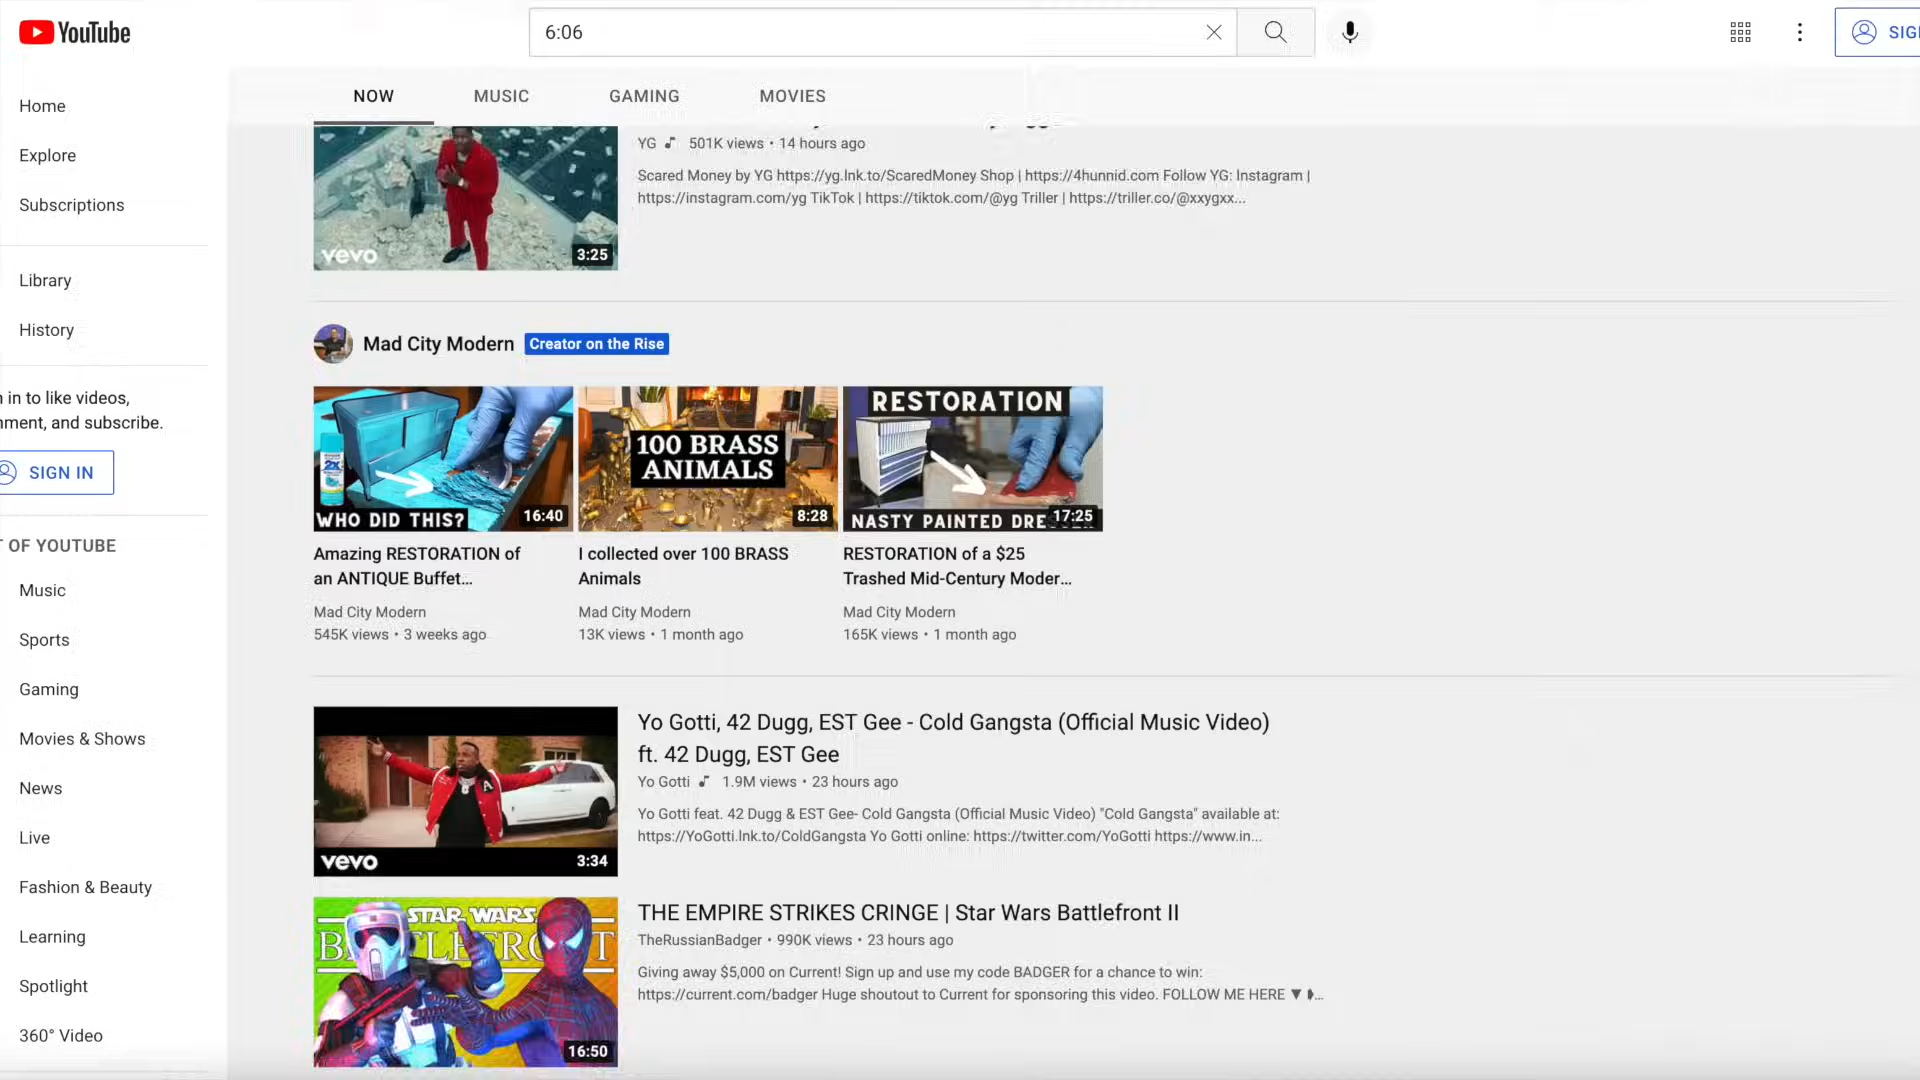 YouTube
6:06
SIG
Home
Explore
Subscriptions
Library
History
in to like videos,
ment, and subscribe.
SIGN IN
OF YOUTUBE
Music
Sports
Gaming
Movies & Shows
News
Live
Fashion & Beauty
Learning
Spotlight
360° Video
NOW
MUSIC
GAMING
MOVIES
vevo
3:25
YG 501K views • 14 hours ago
Scared Money by YG https://yg.lnk.to/ScaredMoney Shop | https://4hunnid.com Follow YG: Instagram |
https://instagram.com/yg TikTok | https://tiktok.com/@yg Triller | https://triller.co/@xxygxx...
Mad City Modern Creator on the Rise
2X
WHO DID THIS?
16:40
Amazing RESTORATION of
an ANTIQUE Buffet...
Mad City Modern
545K views • 3 weeks ago
100 BRASS
ANIMALS
8:28
I collected over 100 BRASS
Animals
Mad City Modern
13K views • 1 month ago
RESTORATION
NASTY PAINTED DRE
17:25
RESTORATION of a $25
Trashed Mid-Century Moder...
Mad City Modern
165K views • 1 month ago
A
vevo
3:34
Yo Gotti, 42 Dugg, EST Gee - Cold Gangsta (Official Music Video)
ft. 42 Dugg, EST Gee
Yo Gotti 1.9M views • 23 hours ago
Yo Gotti feat. 42 Dugg & EST Gee- Cold Gangsta (Official Music Video) "Cold Gangsta" available at:
https://YoGotti.lnk.to/ColdGangsta Yo Gotti online: https://twitter.com/YoGotti https://www.in...
STAR WARS
16:50
THE EMPIRE STRIKES CRINGE | Star Wars Battlefront II
TheRussianBadger • 990K views • 23 hours ago
Giving away $5,000 on Current! Sign up and use my code BADGER for a chance to win:
https://current.com/badger Huge shoutout to Current for sponsoring this video. FOLLOW ME HERE ▼ ...